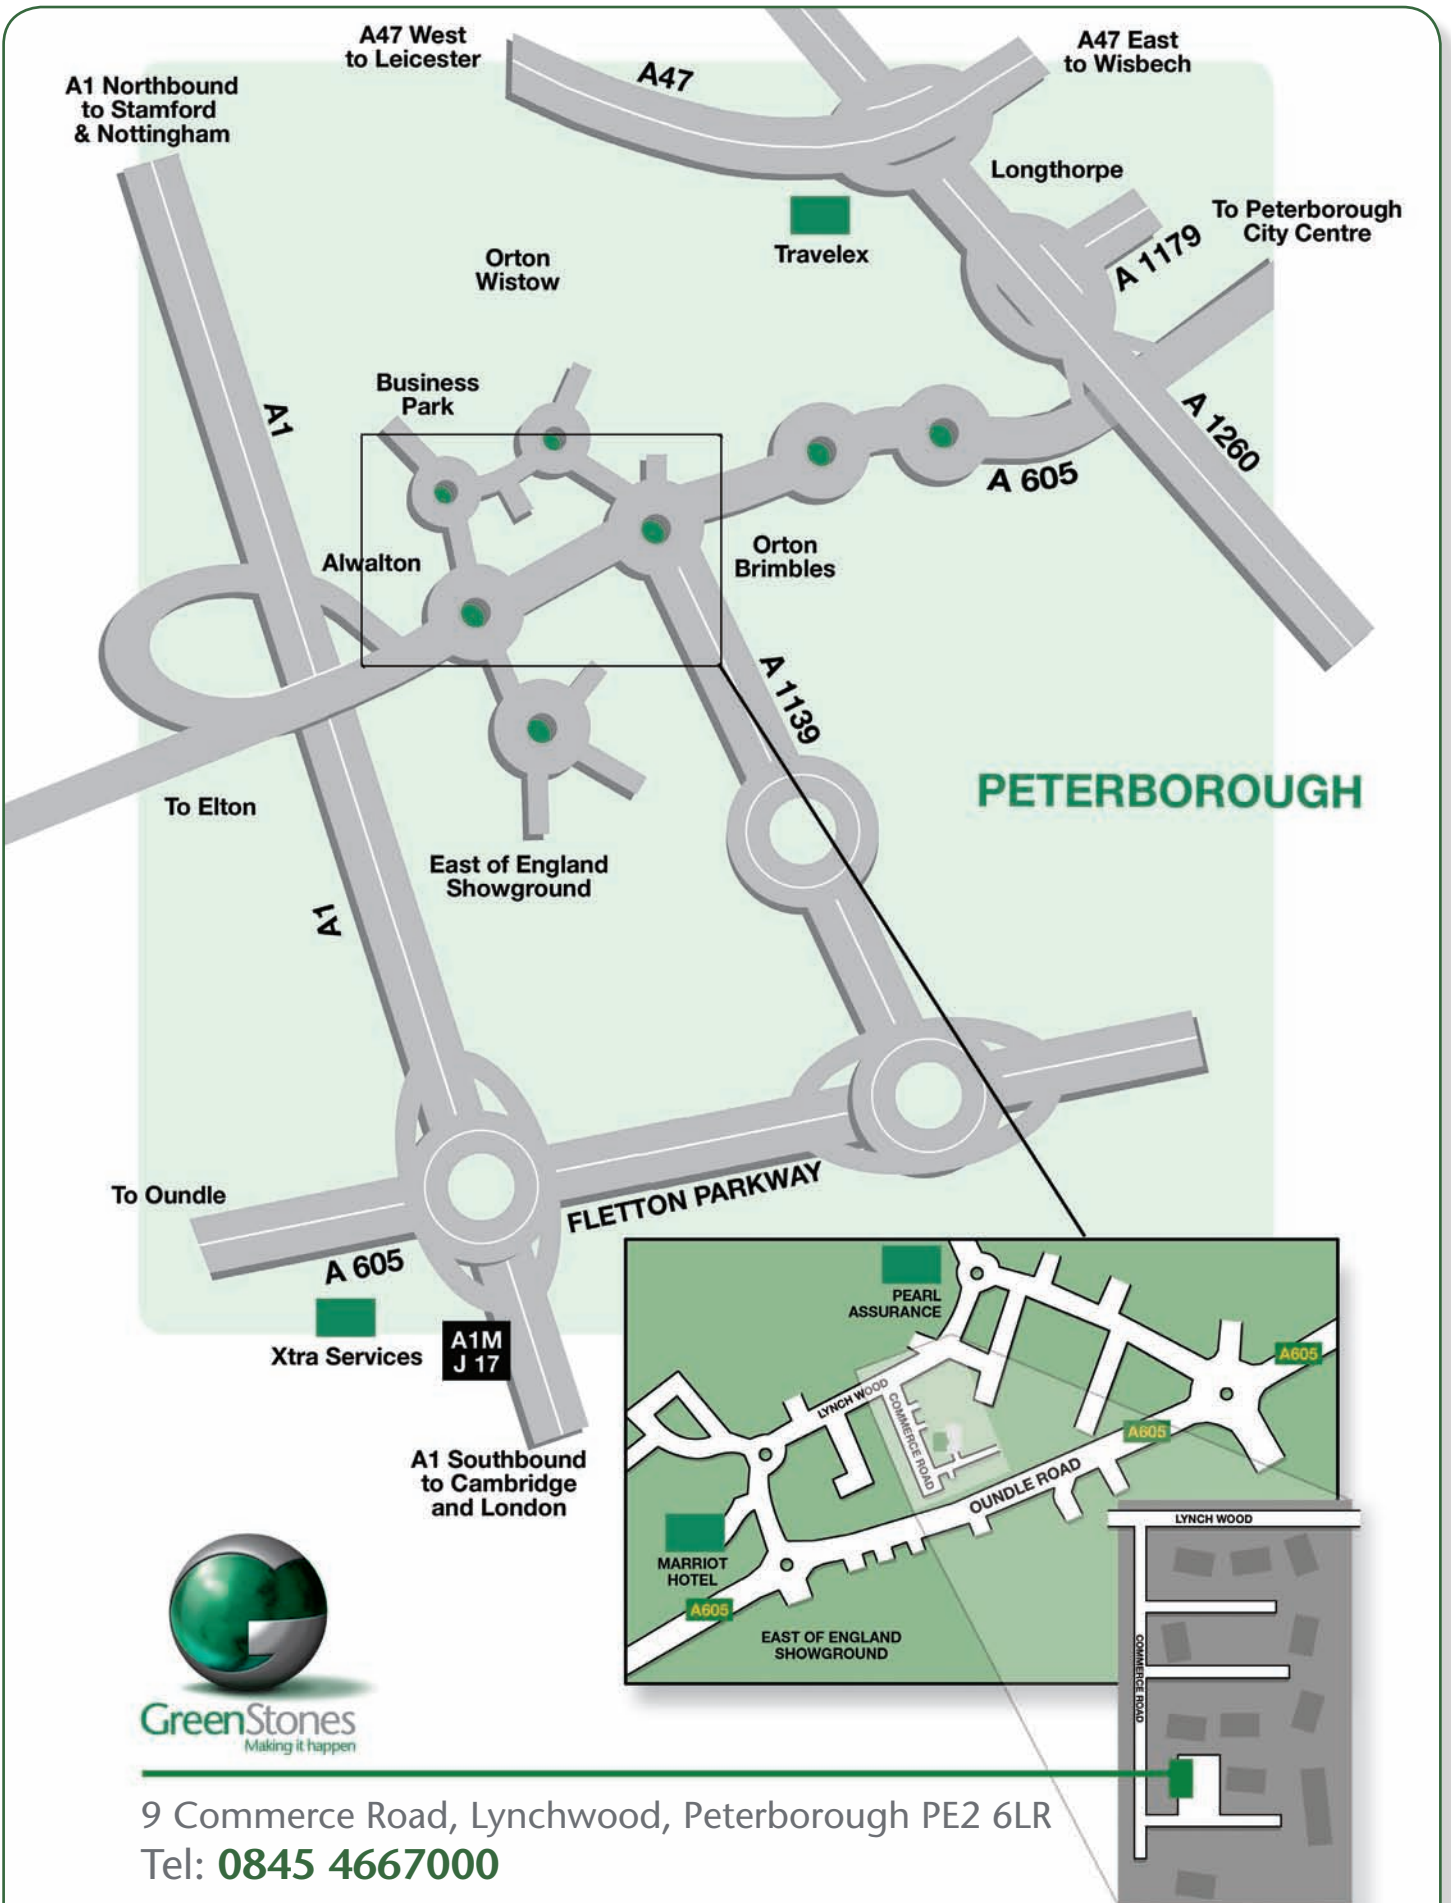 A47 West
to Leicester
A47
A47 East
to Wisbech
A1 Northbound
to Stamford
& Nottingham
Longthorpe
To Peterborough
City Centre
A 1179
Travelex
Orton
Wistow
Business
Park
A1
A 1260
A 605
Alwalton
Orton
Brimbles
A 1139
PETERBOROUGH
To Elton
East of England
Showground
A1
To Oundle
FLETTON PARKWAY
A 605
Xtra Services
A1M
J 17
A1 Southbound
to Cambridge
and London
PEARL
ASSURANCE
A605
LYNCH WOOD
COMMERCE ROAD
A605
OUNDLE ROAD
MARRIOT
HOTEL
A605
EAST OF ENGLAND
SHOWGROUND
LYNCH WOOD
COMMERCE ROAD
GreenStones
Making it happen
9 Commerce Road, Lynchwood, Peterborough PE2 6LR
Tel: 0845 4667000